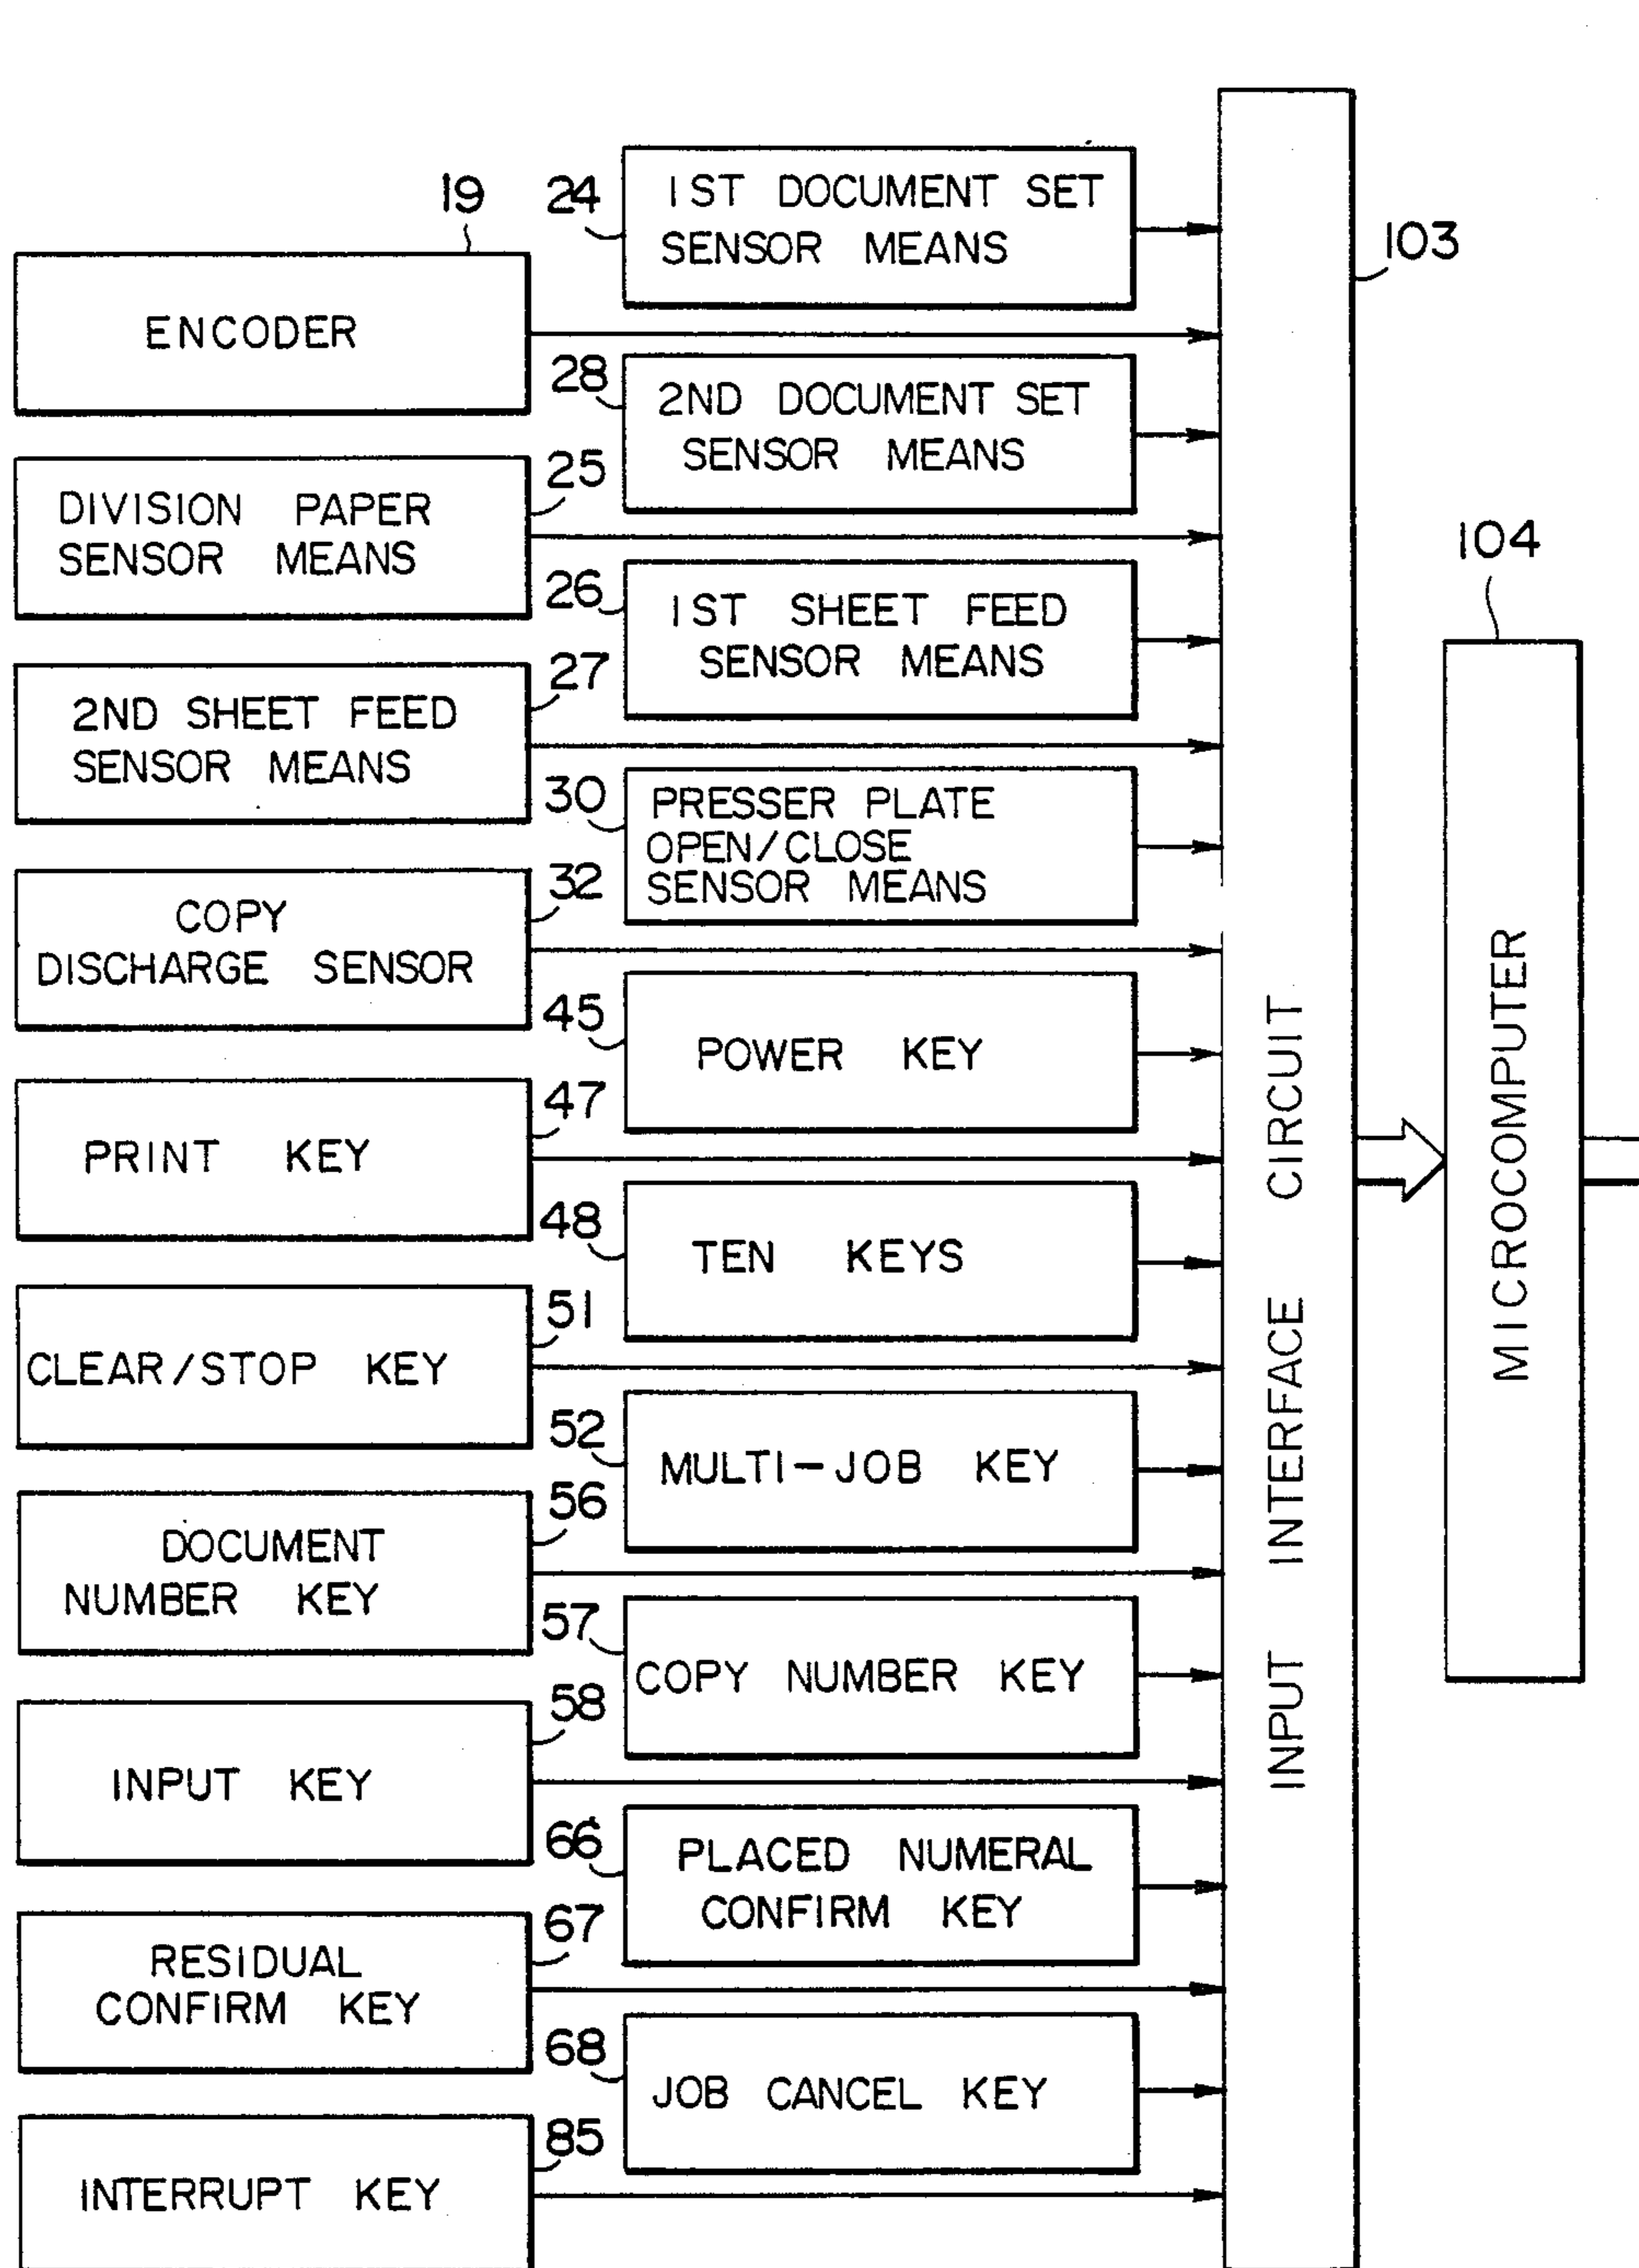 19
ENCODER
24
1ST DOCUMENT SET
SENSOR MEANS
28
2ND DOCUMENT SET
SENSOR MEANS
25
DIVISION PAPER
SENSOR MEANS
26
1ST SHEET FEED
SENSOR MEANS
27
2ND SHEET FEED
SENSOR MEANS
30
PRESSER PLATE
OPEN/CLOSE
SENSOR MEANS
32
COPY
DISCHARGE SENSOR
45
POWER KEY
47
PRINT KEY
48
TEN KEYS
51
CLEAR/STOP KEY
52
MULTI-JOB KEY
56
DOCUMENT
NUMBER KEY
57
COPY NUMBER KEY
58
INPUT KEY
66
PLACED NUMERAL
CONFIRM KEY
67
RESIDUAL
CONFIRM KEY
68
JOB CANCEL KEY
85
INTERRUPT KEY
103
INPUT INTERFACE CIRCUIT
104
MICROCOMPUTER